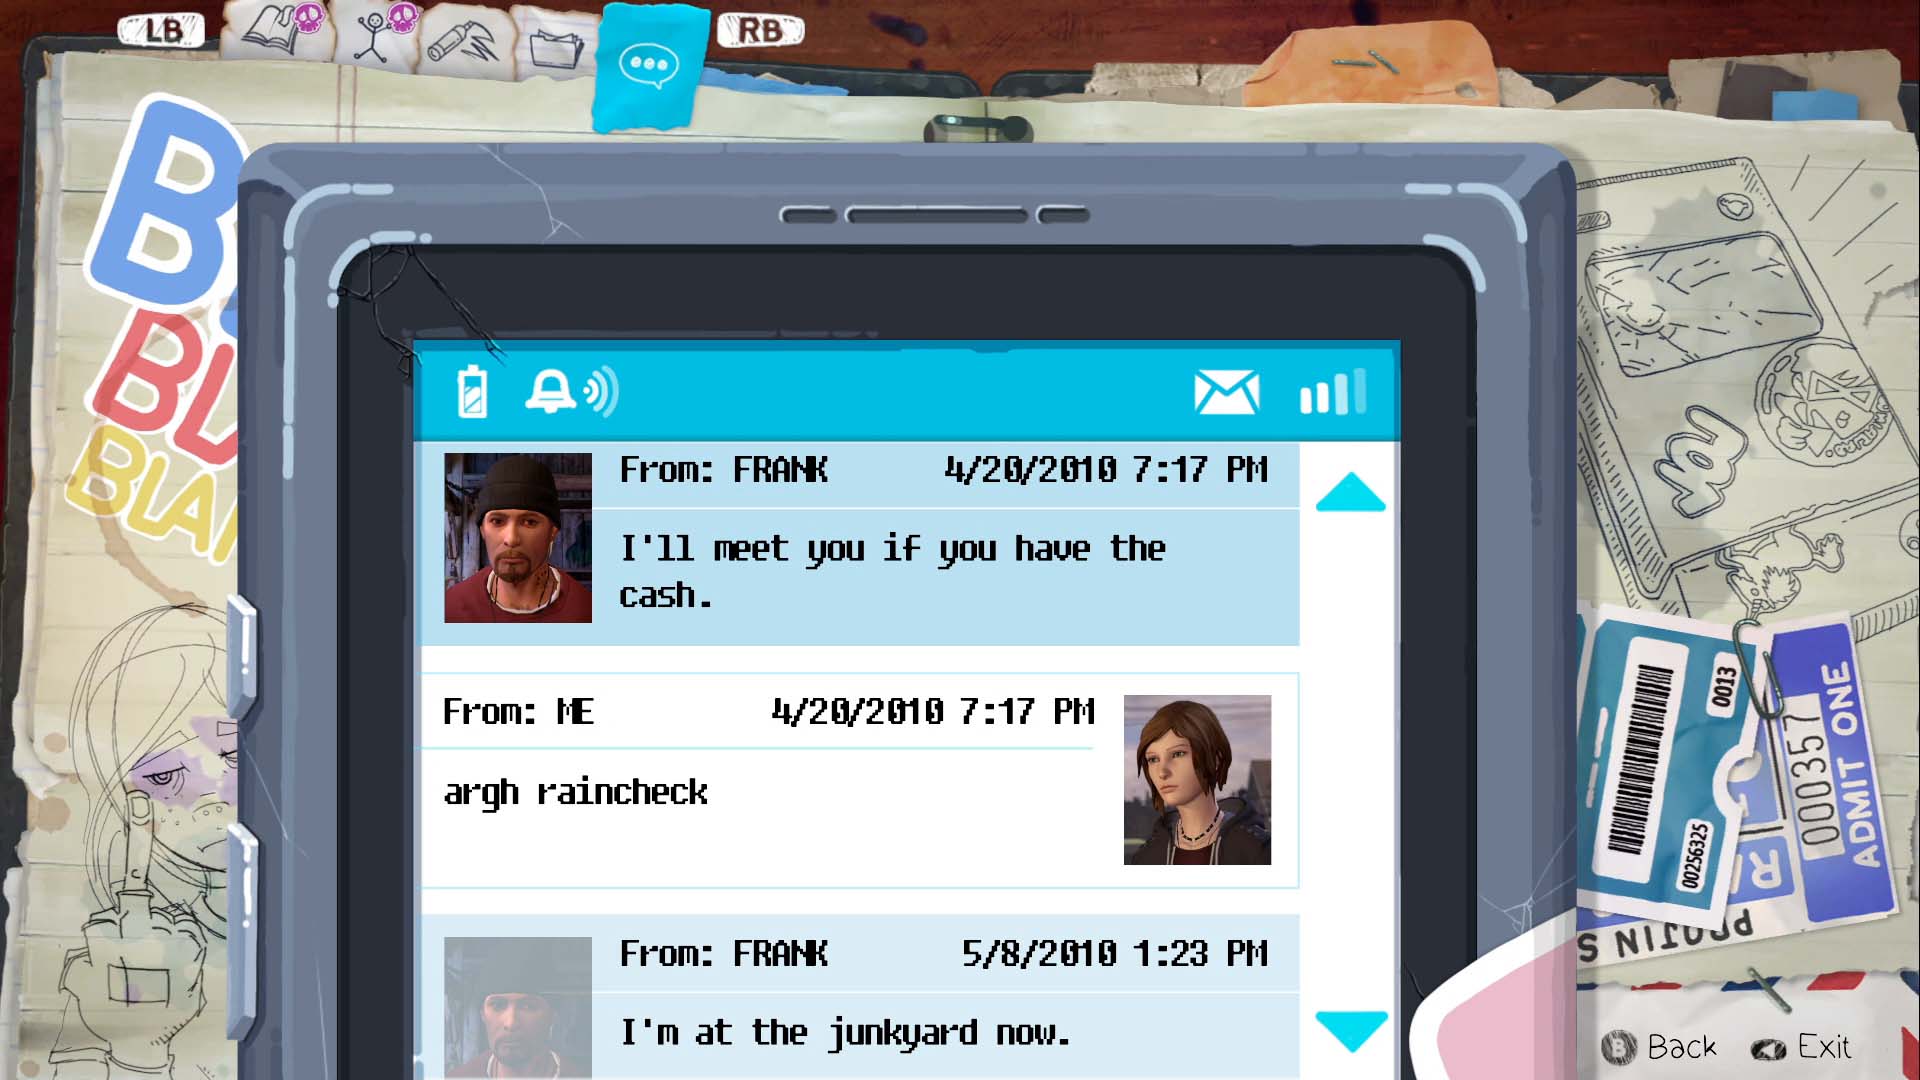 LB
RB
From: FRANK 4/20/2010 7:17 PM
I'll meet you if you have the
cash.
From: ME 4/20/2010 7:17 PM
argh raincheck
From: FRANK 5/8/2010 1:23 PM
I'm at the junkyard now.
0013
00256325
000357
ADMIT ONE
B Back
Exit